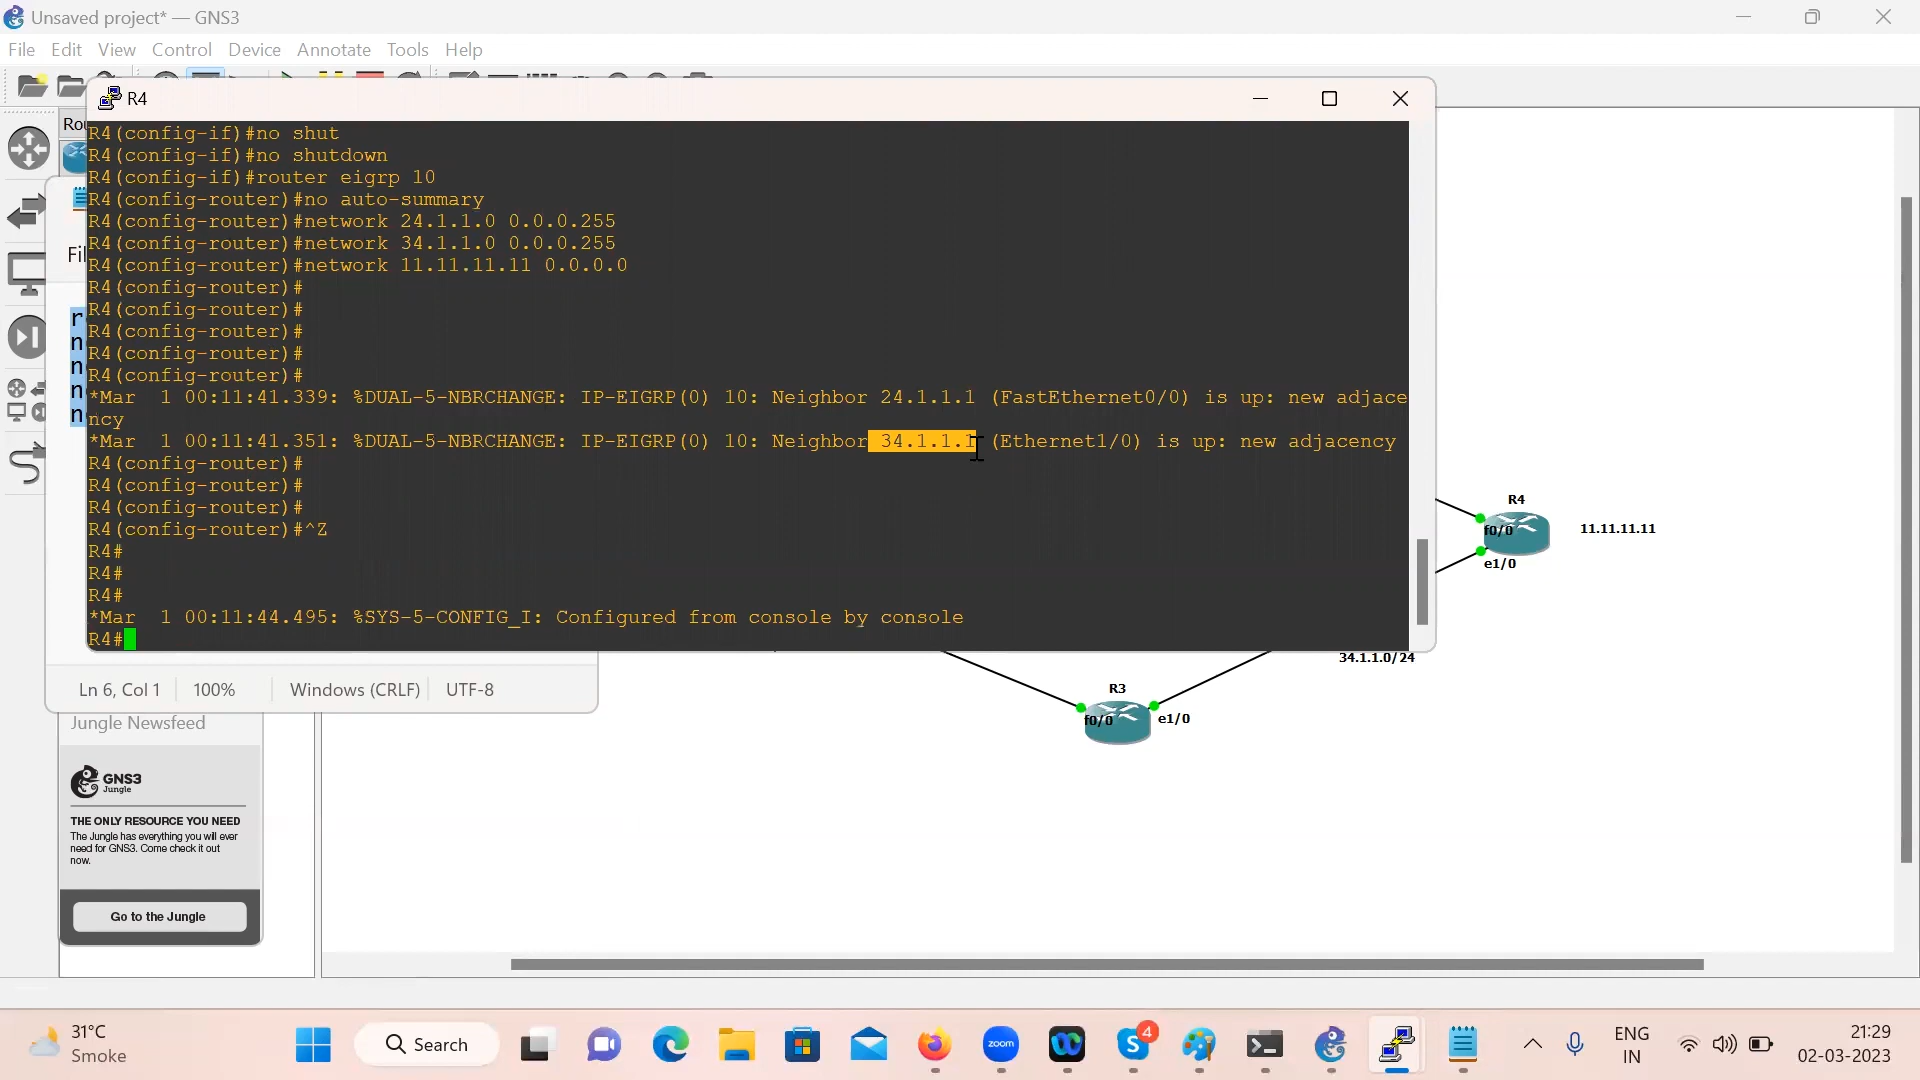 Unsaved project* — GNS3
File Edit View Control Device Annotate Tools Help
R4
R4(config-if)#no shut
R4(config-if)#no shutdown
R4(config-if)#router eigrp 10
R4(config-router)#no auto-summary
R4(config-router)#network 24.1.1.0 0.0.0.255
R4(config-router)#network 34.1.1.0 0.0.0.255
R4(config-router)#network 11.11.11.11 0.0.0.0
R4(config-router)#
R4(config-router)#
R4(config-router)#
R4(config-router)#
R4(config-router)#
*Mar  1 00:11:41.339: %DUAL-5-NBRCHANGE: IP-EIGRP(0) 10: Neighbor 24.1.1.1 (FastEthernet0/0) is up: new adjace
ncy
*Mar  1 00:11:41.351: %DUAL-5-NBRCHANGE: IP-EIGRP(0) 10: Neighbor 34.1.1.1 (Ethernet1/0) is up: new adjacency
R4(config-router)#
R4(config-router)#
R4(config-router)#
R4(config-router)#^Z
R4#
R4#
R4#
*Mar  1 00:11:44.495: %SYS-5-CONFIG_I: Configured from console by console
R4#
Ln 6, Col 1 100% Windows (CRLF) UTF-8
R4
f0/0
11.11.11.11
e1/0
34.1.1.0/24
R3
f0/0
e1/0
Jungle Newsfeed
GNS3
Jungle
THE ONLY RESOURCE YOU NEED
The Jungle has everything you will ever
need for GNS3. Come check it out
now.
Go to the Jungle
31°C
Smoke
Search
zoom
4
ENG
IN
21:29
02-03-2023